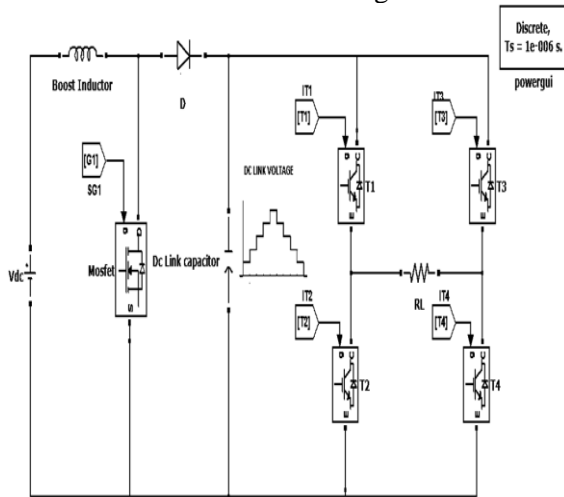 Discrete,
Ts = 1e-006 s.
powergui
Boost Inductor
D
IT1
[T1]
IT3
[T3]
[G1]
SG1
DC LINK VOLTAGE
g
C
E
T1
g
C
E
T3
Vdc
+
Mosfet
g
D
S
Dc Link capacitor
IT2
[T2]
RL
IT4
[T4]
g
C
E
T2
g
C
E
T4